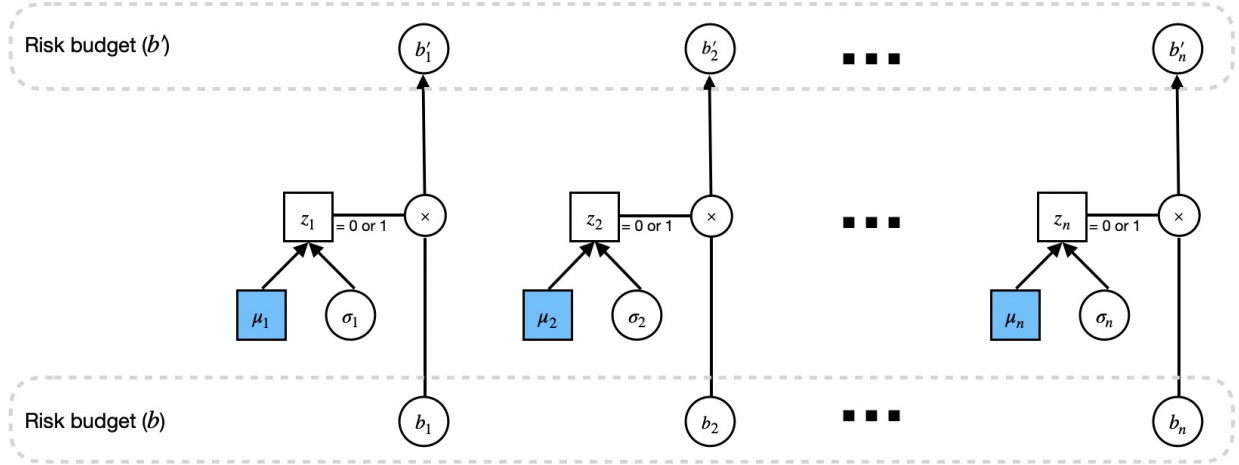 Risk budget (b′) b′₁ b′₂ ▪▪▪ b′ₙ
z₁ = 0 or 1 × z₂ = 0 or 1 × ▪▪▪ zₙ = 0 or 1 ×
μ₁ σ₁ μ₂ σ₂ μₙ σₙ
Risk budget (b) b₁ b₂ ▪▪▪ bₙ